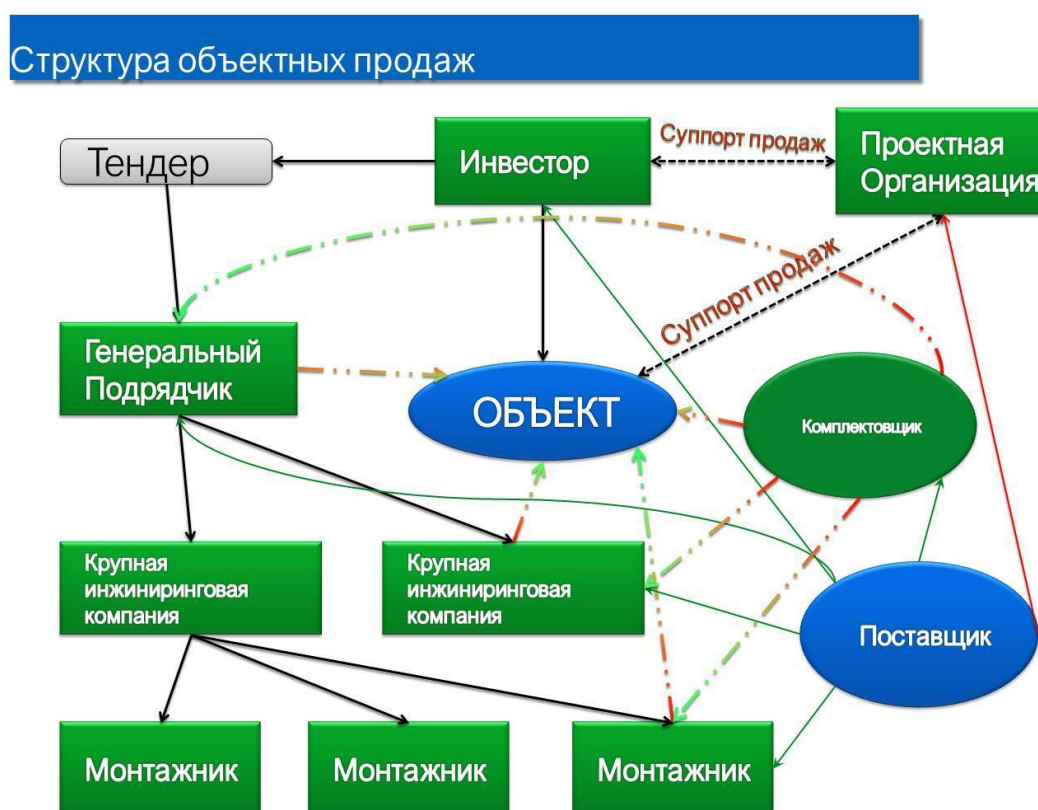 Структура объектных продаж
Суппорт продаж
Тендер
Инвестор
Проектная
Организация
Суппорт продаж
Генеральный
Подрядчик
ОБЪЕКТ
Комплектовщик
Крупная
инжиниринговая
компания
Крупная
инжиниринговая
компания
Поставщик
Монтажник
Монтажник
Монтажник